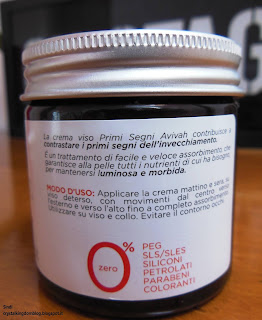 La crema viso Primi Segni Avivah contribuisce a
contrastare i primi segni dell'invecchiamento.
È un trattamento di facile e veloce assorbimento che
garantisce alla pelle tutti i nutrienti di cui ha bisogno,
per mantenersi luminosa e morbida.
MODO D'USO: Applicare la crema mattino e sera, sul
viso deterso, con movimenti dal centro verso
l'esterno e verso l'alto fino a completo assorbimento.
Utilizzare su viso e collo. Evitare il contorno occhi.
0%
zero
PEG
SLS/SLES
SILICONI
PETROLATI
PARABENI
COLORANTI